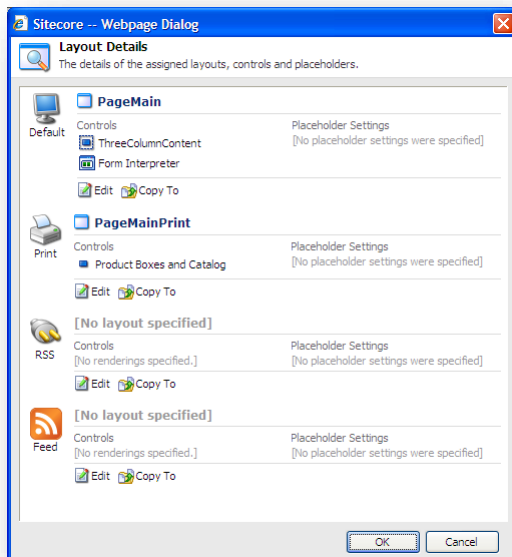 Sitecore -- Webpage Dialog
Layout Details
The details of the assigned layouts, controls and placeholders.
Default
PageMain
Controls
Placeholder Settings
ThreeColumnContent
[No placeholder settings were specified]
Form Interpreter
Edit Copy To
Print
PageMainPrint
Controls
Placeholder Settings
Product Boxes and Catalog
[No placeholder settings were specified]
Edit Copy To
RSS
[No layout specified]
Controls
Placeholder Settings
[No renderings specified.]
[No placeholder settings were specified]
Edit Copy To
Feed
[No layout specified]
Controls
Placeholder Settings
[No renderings specified.]
[No placeholder settings were specified]
Edit Copy To
OK Cancel